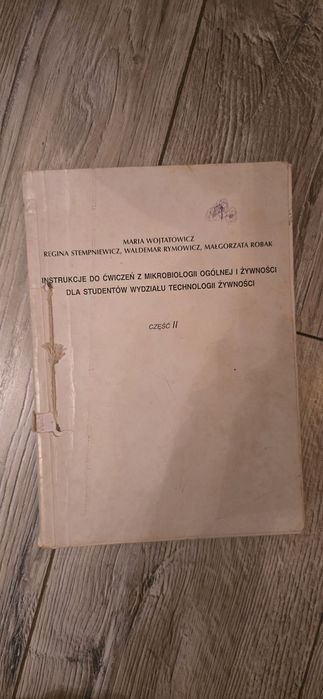 MARIA WOJTATOWICZ
REGINA STEMPNIEWICZ, WALDEMAR RYMOWICZ, MAŁGORZATA ROBAK
INSTRUKCJE DO ĆWICZEŃ Z MIKROBIOLOGII OGÓLNEJ I ŻYWNOŚCI
DLA STUDENTÓW WYDZIAŁU TECHNOLOGII ŻYWNOŚCI
CZĘŚĆ II